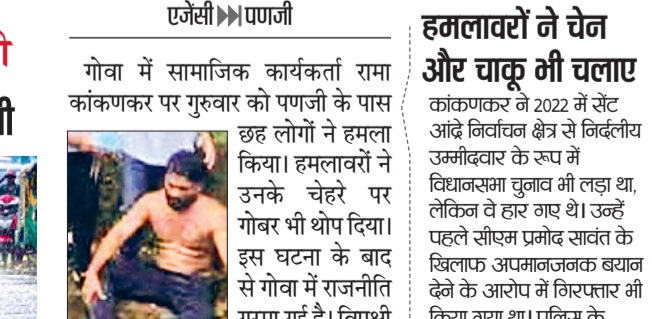 एजेंसी ▶▶ पणजी
गोवा में सामाजिक कार्यकर्ता रामा
कांकणकर पर गुरुवार को पणजी के पास
छह लोगों ने हमला
किया। हमलावरों ने
उनके चेहरे पर
गोबर भी थोप दिया।
इस घटना के बाद
से गोवा में राजनीति
हमलावरों ने चेन
और चाकू भी चलाए
कांकणकर ने 2022 में सेंट
आंद्रे निर्वाचन क्षेत्र से निर्दलीय
उम्मीदवार के रूप में
विधानसभा चुनाव भी लड़ा था,
लेकिन वे हार गए थे। उन्हें
पहले सीएम प्रमोद सावंत के
खिलाफ अपमानजनक बयान
देने के आरोप में गिरफ्तार भी
किया गया था। पुलिस के